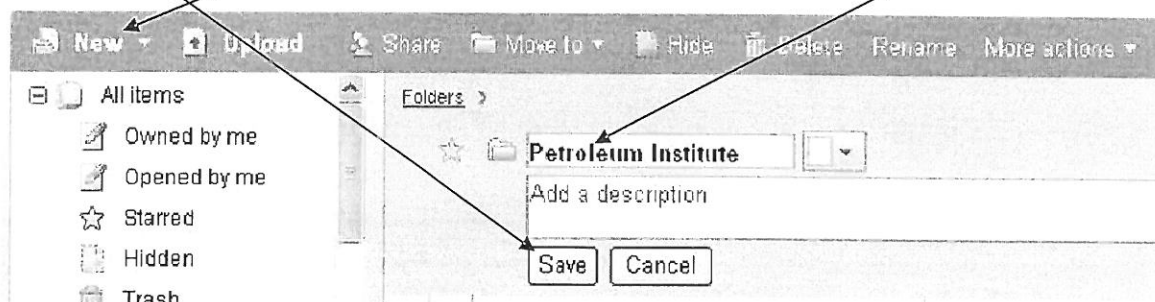 New Upload Share Move to Hide Delete Rename More actions
All items
Owned by me
Opened by me
Starred
Hidden
Trash
Folders >
Petroleum Institute
Add a description
Save Cancel